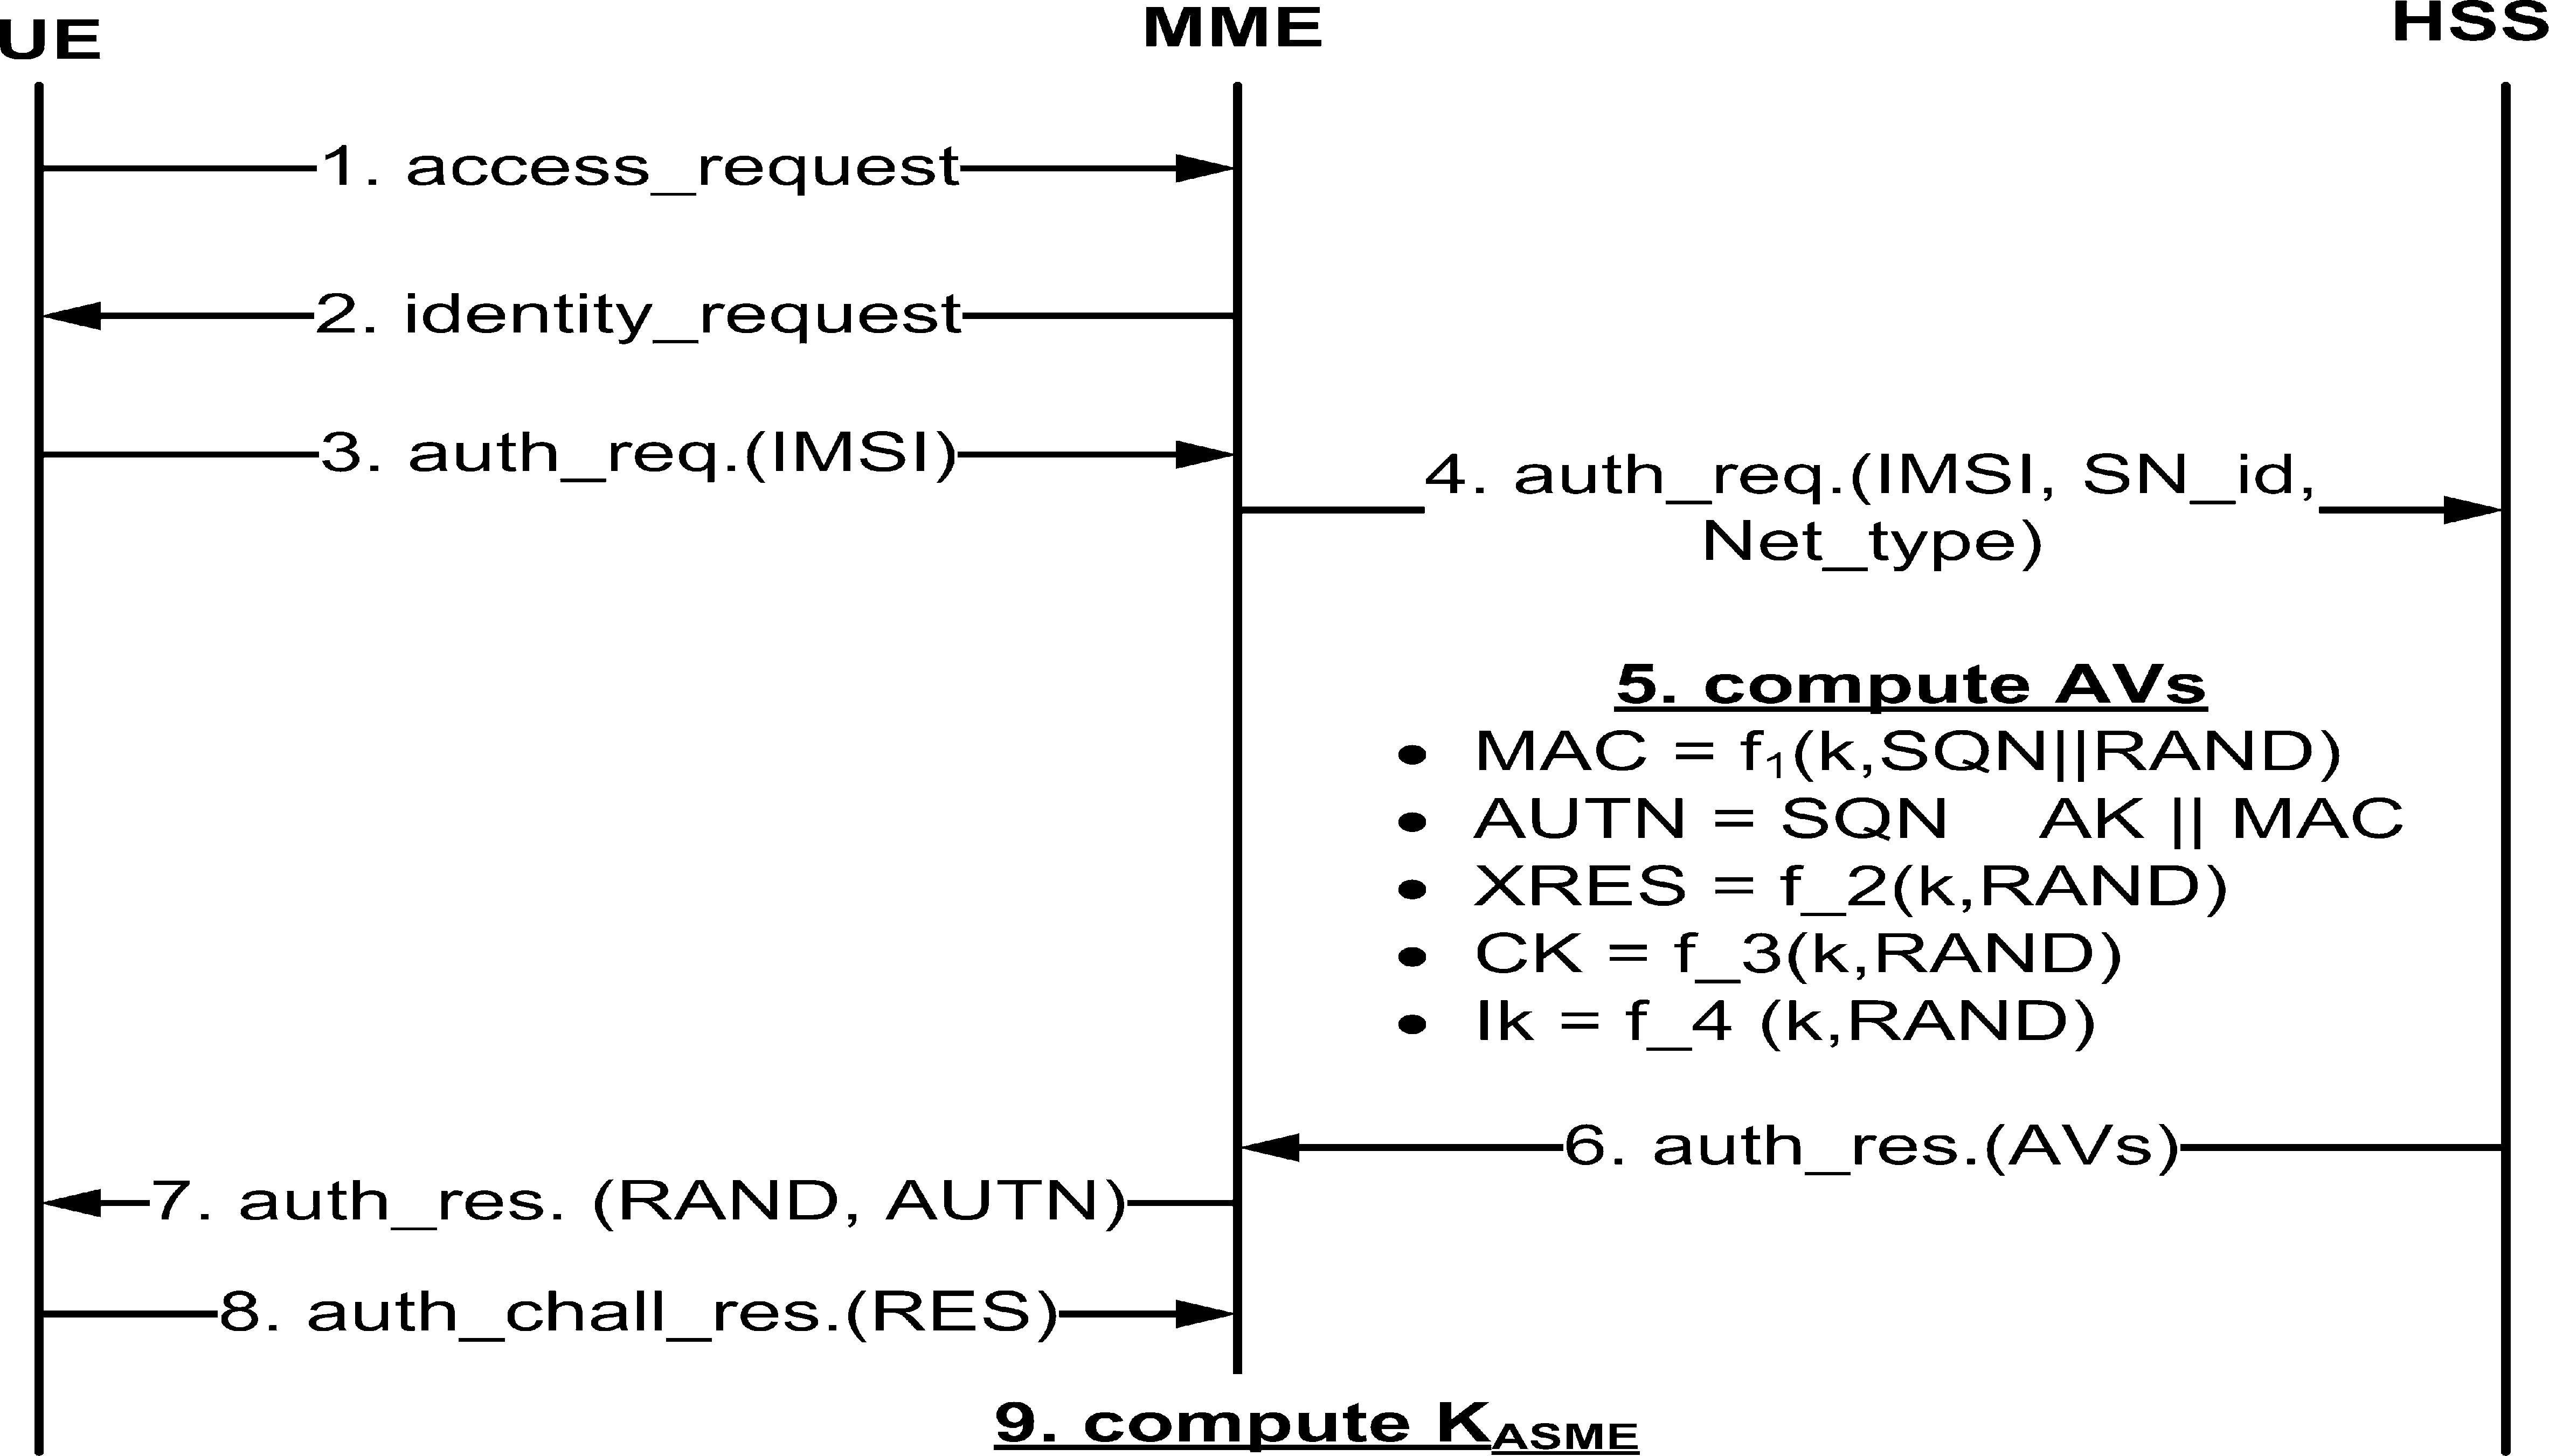 UE
MME
HSS
1. access_request
2. identity_request
3. auth_req.(IMSI)
4. auth_req.(IMSI, SN_id,
Net_type)
5. compute AVs
• MAC = f₁(k,SQN||RAND)
• AUTN = SQN AK || MAC
• XRES = f_2(k,RAND)
• CK = f_3(k,RAND)
• Ik = f_4 (k,RAND)
6. auth_res.(AVs)
7. auth_res. (RAND, AUTN)
8. auth_chall_res.(RES)
9. compute K_ASME